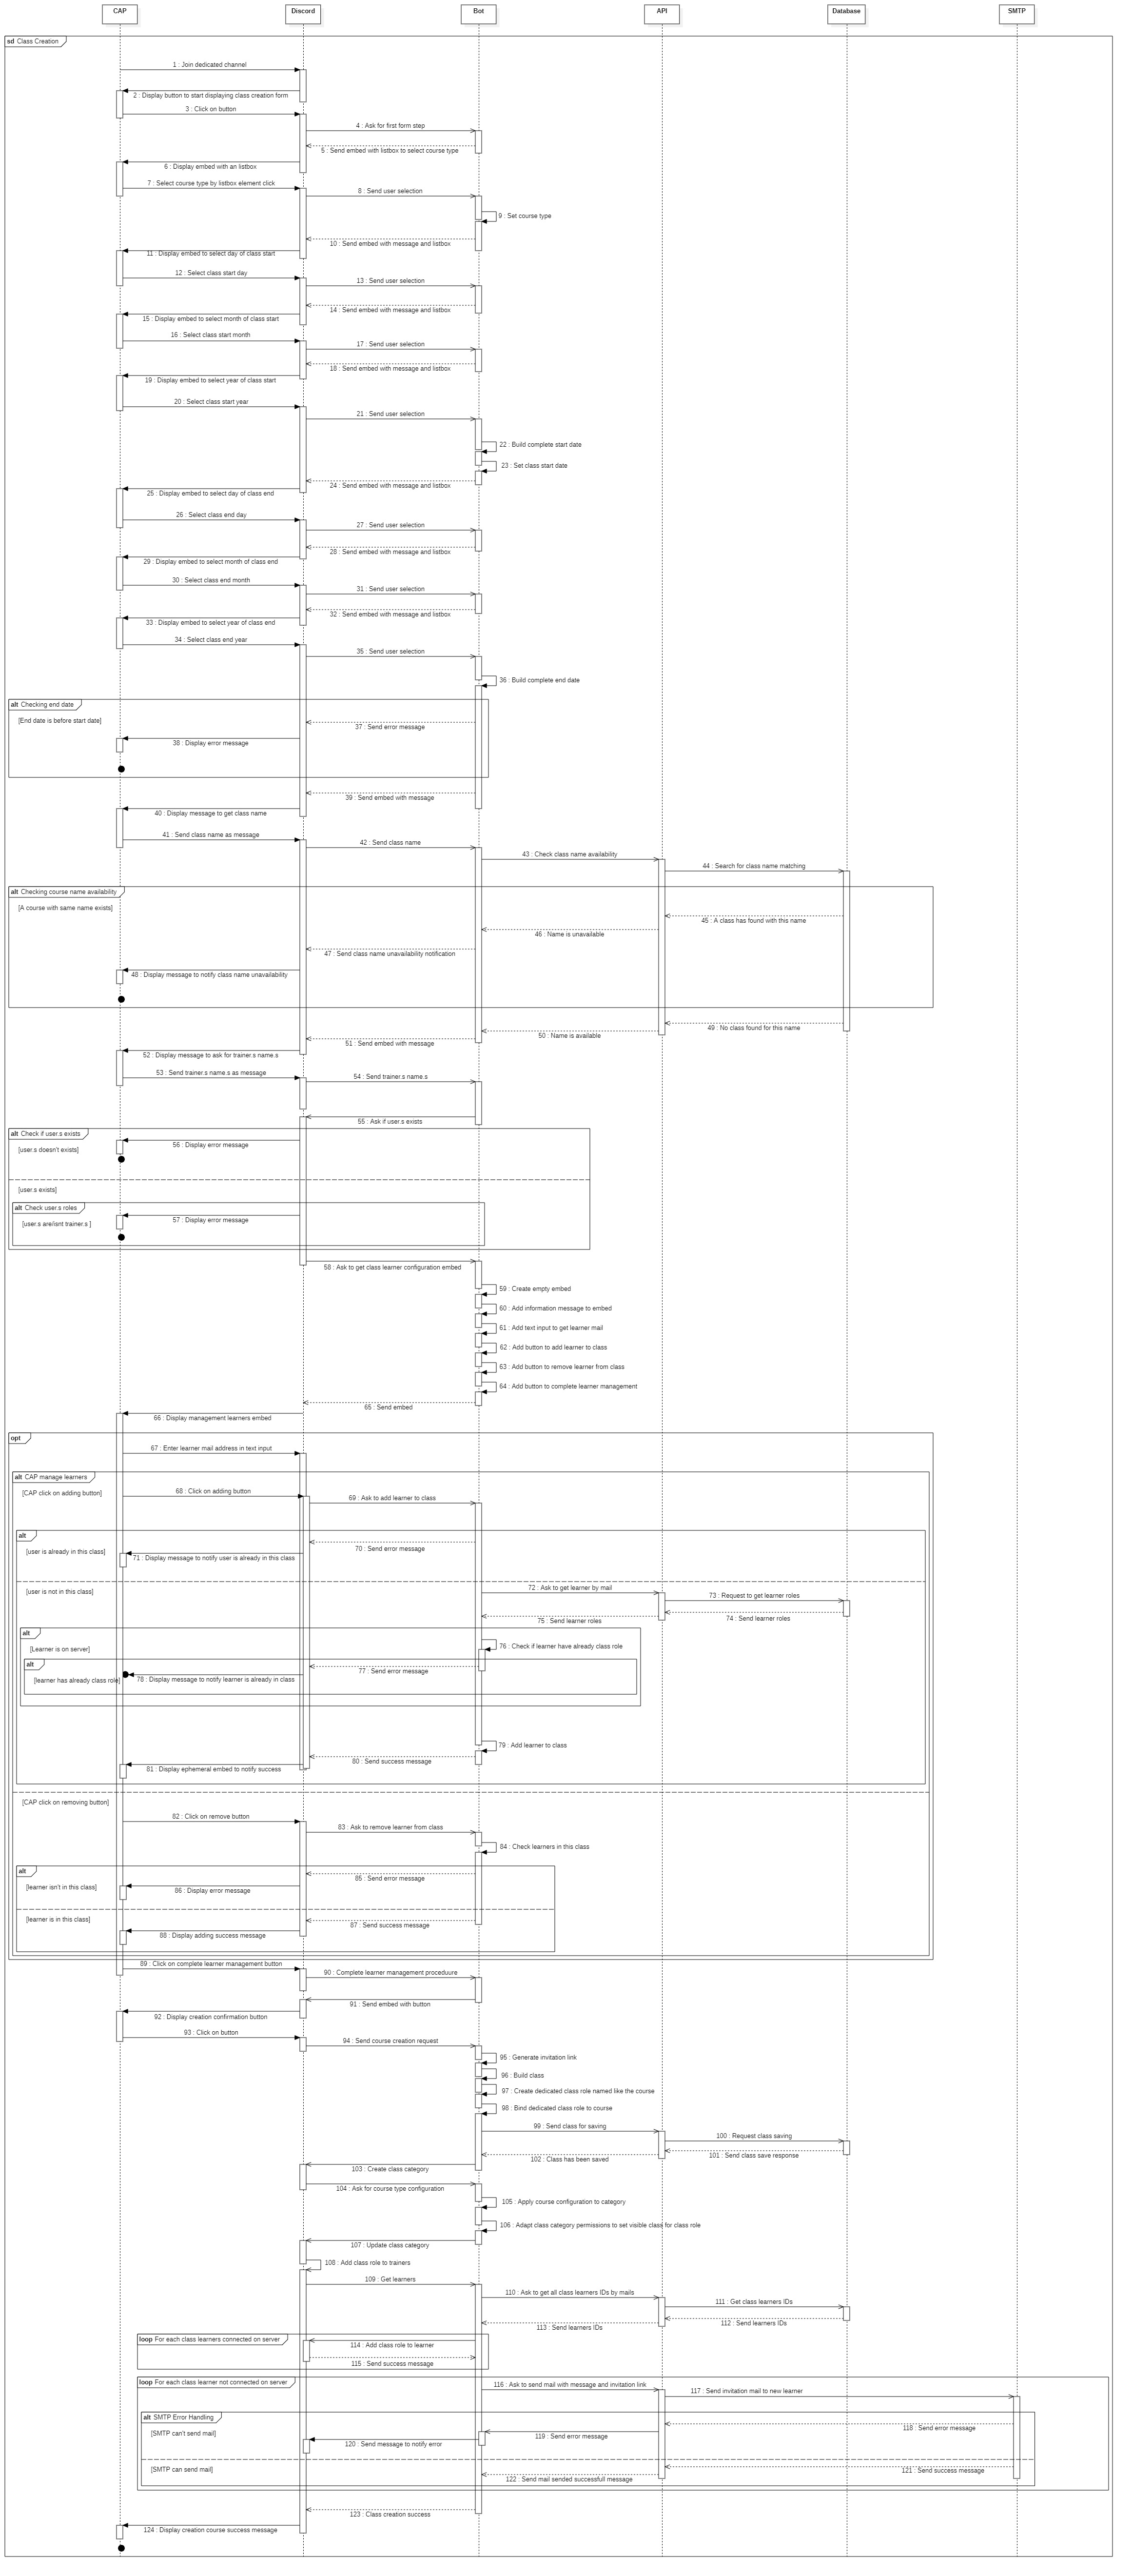 CAP
Discord
Bot
API
Database
SMTP
sd Class Creation
1 : Join dedicated channel
2 : Display button to start displaying class creation form
3 : Click on button
4 : Ask for first form step
5 : Send embed with listbox to select course type
6 : Display embed with an listbox
7 : Select course type by listbox element click
8 : Send user selection
9 : Set course type
10 : Send embed with message and listbox
11 : Display embed to select day of class start
12 : Select class start day
13 : Send user selection
14 : Send embed with message and listbox
15 : Display embed to select month of class start
16 : Select class start month
17 : Send user selection
18 : Send embed with message and listbox
19 : Display embed to select year of class start
20 : Select class start year
21 : Send user selection
22 : Build complete start date
23 : Set class start date
24 : Send embed with message and listbox
25 : Display embed to select day of class end
26 : Select class end day
27 : Send user selection
28 : Send embed with message and listbox
29 : Display embed to select month of class end
30 : Select class end month
31 : Send user selection
32 : Send embed with message and listbox
33 : Display embed to select year of class end
34 : Select class end year
35 : Send user selection
36 : Build complete end date
alt Checking end date
[End date is before start date]
37 : Send error message
38 : Display error message
39 : Send embed with message
40 : Display message to get class name
41 : Send class name as message
42 : Send class name
43 : Check class name availability
44 : Search for class name matching
alt Checking course name availability
[A course with same name exists]
45 : A class has found with this name
46 : Name is unavailable
47 : Send class name unavailability notification
48 : Display message to notify class name unavailability
49 : No class found for this name
50 : Name is available
51 : Send embed with message
52 : Display message to ask for trainer.s name.s
53 : Send trainer.s name.s as message
54 : Send trainer.s name.s
55 : Ask if user.s exists
alt Check if user.s exists
56 : Display error message
[user.s doesn't exists]
[user.s exists]
alt Check user.s roles
57 : Display error message
[user.s are/isnt trainer.s ]
58 : Ask to get class learner configuration embed
59 : Create empty embed
60 : Add information message to embed
61 : Add text input to get learner mail
62 : Add button to add learner to class
63 : Add button to remove learner from class
64 : Add button to complete learner management
65 : Send embed
66 : Display management learners embed
opt
67 : Enter learner mail address in text input
alt CAP manage learners
[CAP click on adding button]
68 : Click on adding button
69 : Ask to add learner to class
alt
70 : Send error message
[user is already in this class]
71 : Display message to notify user is already in this class
[user is not in this class]
72 : Ask to get learner by mail
73 : Request to get learner roles
74 : Send learner roles
75 : Send learner roles
alt
[Learner is on server]
76 : Check if learner have already class role
alt
77 : Send error message
[learner has already class role]
78 : Display message to notify learner is already in class
79 : Add learner to class
80 : Send success message
81 : Display ephemeral embed to notify success
[CAP click on removing button]
82 : Click on remove button
83 : Ask to remove learner from class
84 : Check learners in this class
alt
85 : Send error message
[learner isn't in this class]
86 : Display error message
[learner is in this class]
87 : Send success message
88 : Display adding success message
89 : Click on complete learner management button
90 : Complete learner management proceduure
91 : Send embed with button
92 : Display creation confirmation button
93 : Click on button
94 : Send course creation request
95 : Generate invitation link
96 : Build class
97 : Create dedicated class role named like the course
98 : Bind dedicated class role to course
99 : Send class for saving
100 : Request class saving
101 : Send class save response
102 : Class has been saved
103 : Create class category
104 : Ask for course type configuration
105 : Apply course configuration to category
106 : Adapt class category permissions to set visible class for class role
107 : Update class category
108 : Add class role to trainers
109 : Get learners
110 : Ask to get all class learners IDs by mails
111 : Get class learners IDs
112 : Send learners IDs
113 : Send learners IDs
loop For each class learners connected on server
114 : Add class role to learner
115 : Send success message
loop For each class learner not connected on server
116 : Ask to send mail with message and invitation link
117 : Send invitation mail to new learner
alt SMTP Error Handling
118 : Send error message
[SMTP can't send mail]
119 : Send error message
120 : Send message to notify error
[SMTP can send mail]
121 : Send success message
122 : Send mail sended successfull message
123 : Class creation success
124 : Display creation course success message